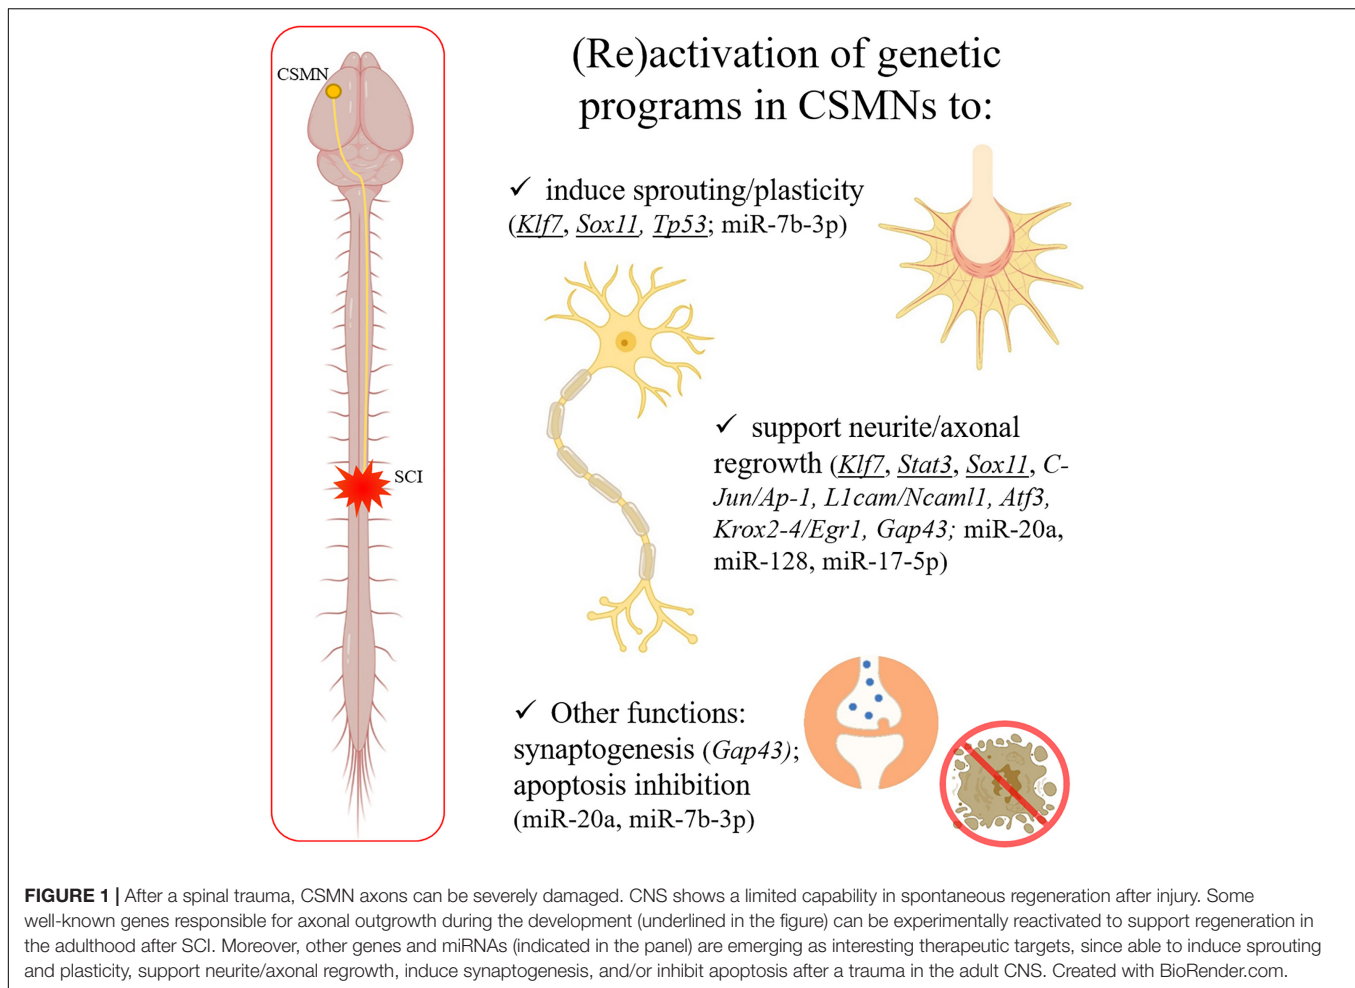 CSMN
SCI
(Re)activation of genetic
programs in CSMNs to:
✓ induce sprouting/plasticity
(Klf7, Sox11, Tp53; miR-7b-3p)
✓ support neurite/axonal
regrowth (Klf7, Stat3, Sox11, C-
Jun/Ap-1, L1cam/Ncaml1, Atf3,
Krox2-4/Egr1, Gap43; miR-20a,
miR-128, miR-17-5p)
✓ Other functions:
synaptogenesis (Gap43);
apoptosis inhibition
(miR-20a, miR-7b-3p)
FIGURE 1 | After a spinal trauma, CSMN axons can be severely damaged. CNS shows a limited capability in spontaneous regeneration after injury. Some
well-known genes responsible for axonal outgrowth during the development (underlined in the figure) can be experimentally reactivated to support regeneration in
the adulthood after SCI. Moreover, other genes and miRNAs (indicated in the panel) are emerging as interesting therapeutic targets, since able to induce sprouting
and plasticity, support neurite/axonal regrowth, induce synaptogenesis, and/or inhibit apoptosis after a trauma in the adult CNS. Created with BioRender.com.